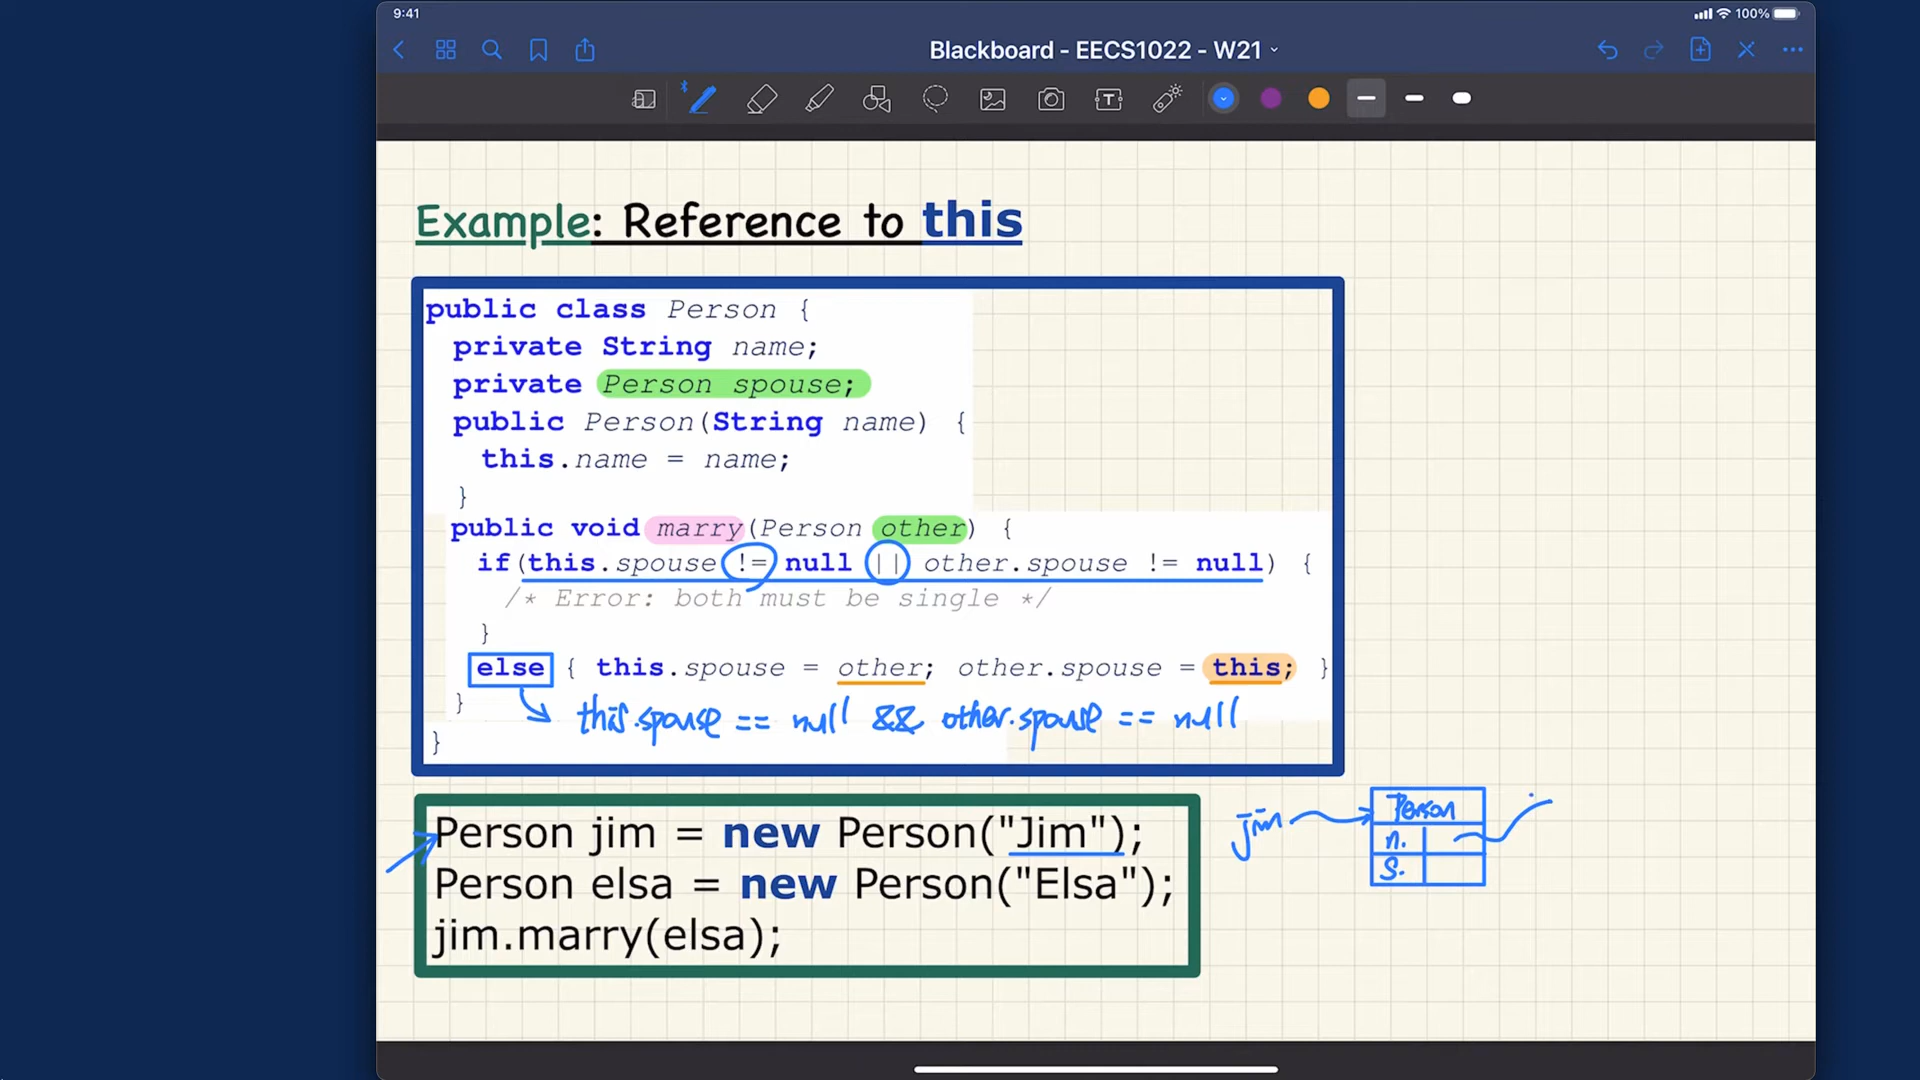 9:41
100%
Blackboard - EECS1022 - W21
Example: Reference to this
public class Person {
private String name;
private Person spouse;
public Person(String name) {
this.name = name;
}
public void marry(Person other) {
if(this.spouse != null || other.spouse != null) {
/* Error: both must be single */
}
else { this.spouse = other; other.spouse = this; }
}
this.spouse == null && other.spouse == null
}
Person jim = new Person("Jim");
Person elsa = new Person("Elsa");
jim.marry(elsa);
jim
Person
n.
s.